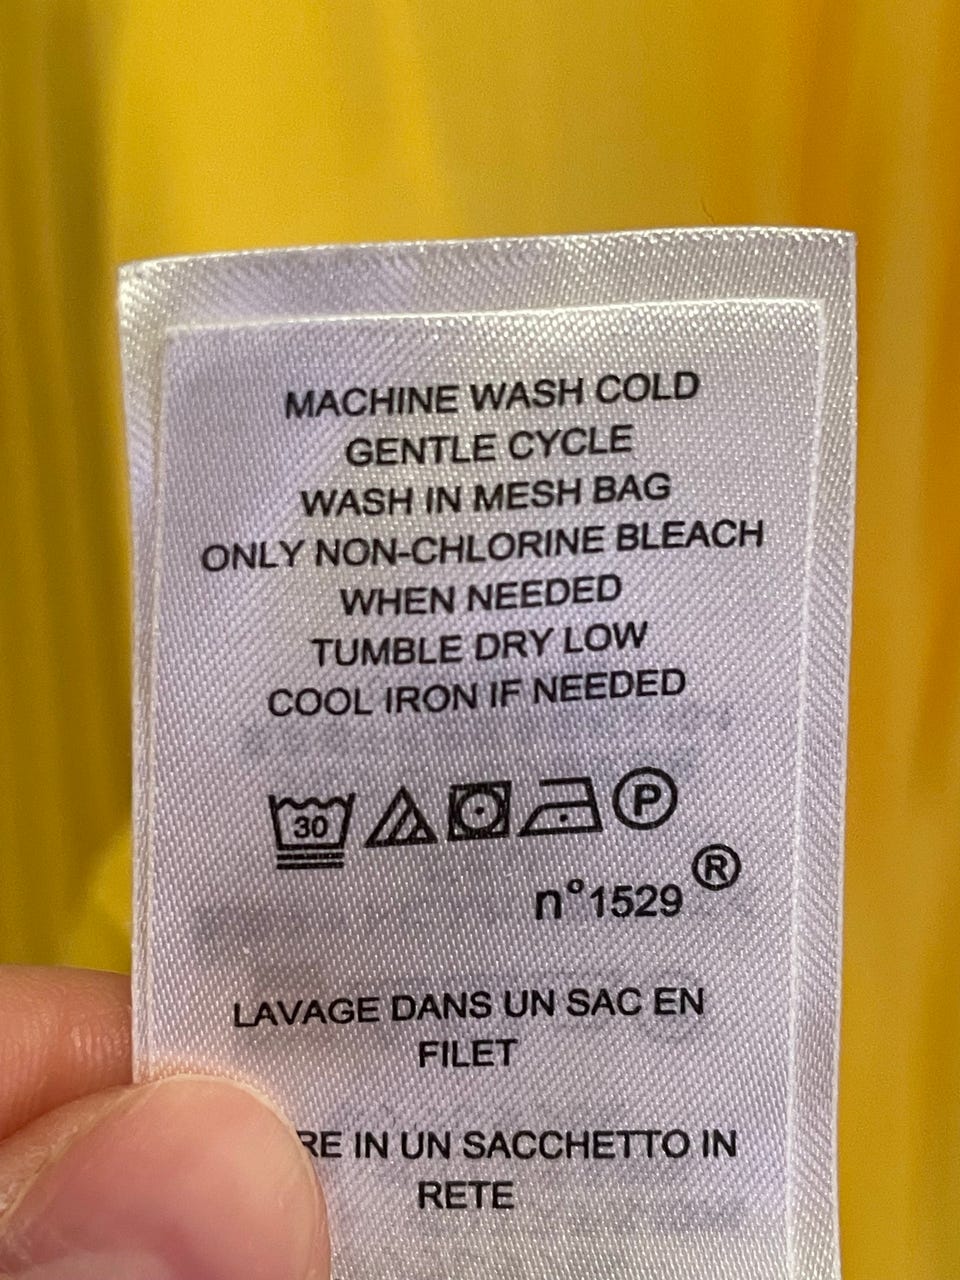 MACHINE WASH COLD
GENTLE CYCLE
WASH IN MESH BAG
ONLY NON-CHLORINE BLEACH
WHEN NEEDED
TUMBLE DRY LOW
COOL IRON IF NEEDED
30 P
n°1529 ®
LAVAGE DANS UN SAC EN
FILET
IN UN SACCHETTO IN
RETE